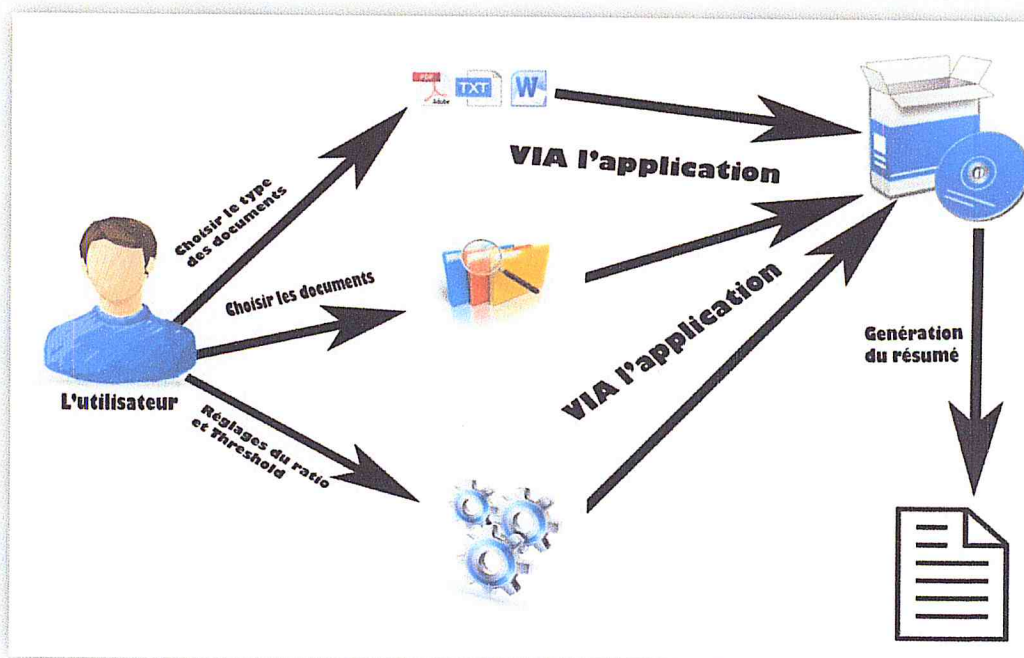 PDF
Adobe
TXT
W
VIA l'application
Choisir le type
des documents
Choisir les documents
VIA l'application
L'utilisateur
Réglages du ratio
et Threshold
Genération
du résumé